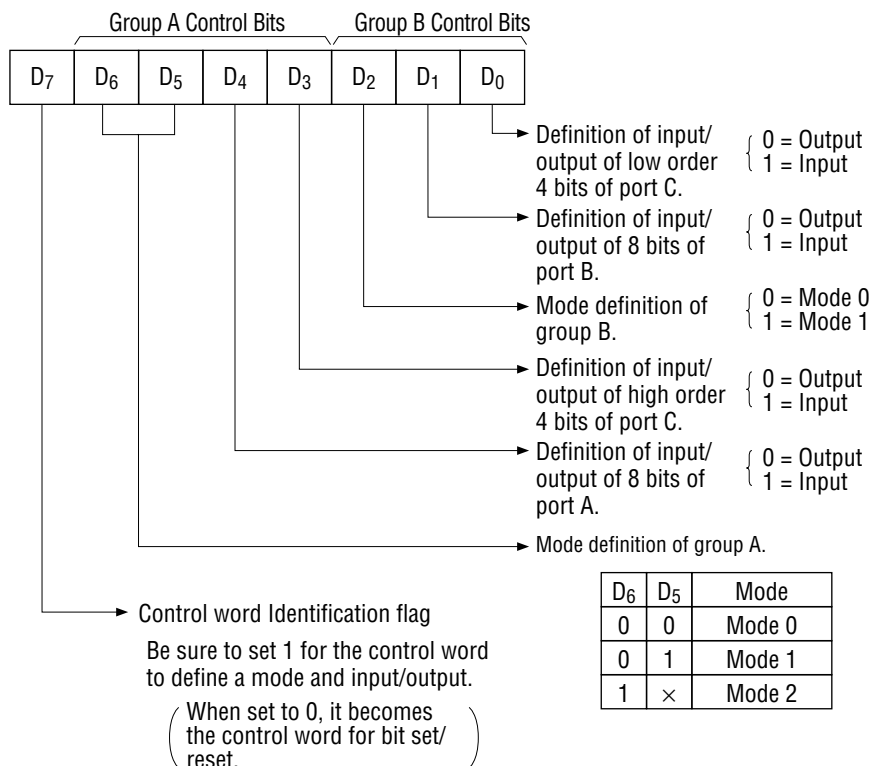 Group A Control Bits Group B Control Bits
D₇ D₆ D₅ D₄ D₃ D₂ D₁ D₀
Definition of input/
output of low order
4 bits of port C.
0 = Output
1 = Input
Definition of input/
output of 8 bits of
port B.
0 = Output
1 = Input
Mode definition of
group B.
0 = Mode 0
1 = Mode 1
Definition of input/
output of high order
4 bits of port C.
0 = Output
1 = Input
Definition of input/
output of 8 bits of
port A.
0 = Output
1 = Input
Mode definition of group A.
D₆ D₅ Mode
0 0 Mode 0
0 1 Mode 1
1 × Mode 2
Control word Identification flag
Be sure to set 1 for the control word
to define a mode and input/output.
When set to 0, it becomes
the control word for bit set/
reset.